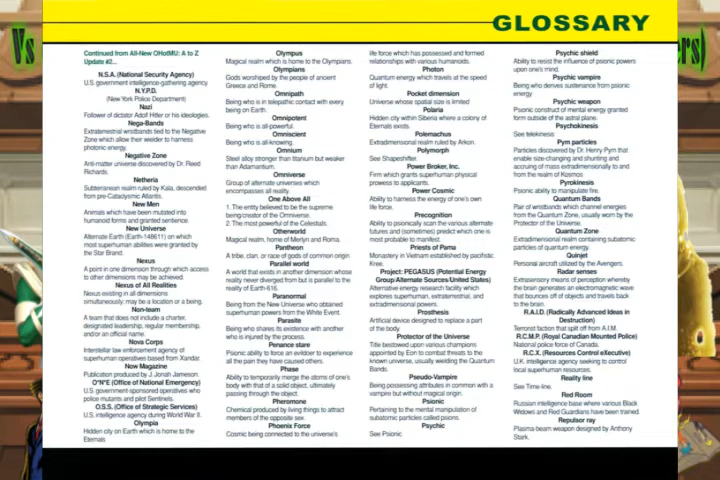 GLOSSARY
Vs
ers)
Continued from All-New OHotMU: A to Z
Update #2...
N.S.A. (National Security Agency)
U.S. government intelligence-gathering agency
N.Y.P.D.
(New York Police Department)
Nazi
Follower of dictator Adolf Hitler or his ideologies.
Nega-Bands
Extraterrestrial wristbands tied to the Negative
Zone which allow their wielder to harness
photonic energy.
Negative Zone
Anti-matter universe discovered by Dr. Reed
Richards.
Netheria
Subterranean realm ruled by Kala, descended
from pre-Cataclysmic Atlantis.
New Men
Animals which have been mutated into
humanoid forms and granted sentience.
New Universe
Alternate Earth (Earth-148611) on which
most superhuman abilities were granted by
the Star Brand.
Nexus
A point in one dimension through which access
to other dimensions may be achieved.
Nexus of All Realities
Nexus existing in all dimensions
simultaneously; may be a location or a being.
Non-team
A team that does not include a charter,
designated leadership, regular membership,
and/or an official name.
Nova Corps
Interstellar law enforcement agency of
superhuman operatives based from Xandar.
Now Magazine
Publication produced by J. Jonah Jameson.
O*N*E (Office of National Emergency)
U.S. government-sponsored operatives who
police mutants and pilot Sentinels.
O.S.S. (Office of Strategic Services)
U.S. intelligence agency during World War II.
Olympia
Hidden city on Earth which is home to the
Eternals
Olympus
Magical realm which is home to the Olympians.
Olympians
Gods worshiped by the people of ancient
Greece and Rome.
Omnipath
Being who is in telepathic contact with every
being on Earth.
Omnipotent
Being who is all-powerful.
Omniscient
Being who is all-knowing.
Omnium
Steel alloy stronger than titanium but weaker
than Adamantium.
Omniverse
Group of alternate universes which
encompasses all reality.
One Above All
1. The entity believed to be the supreme
being/creator of the Omniverse.
2. The most powerful of the Celestials.
Otherworld
Magical realm, home of Merlyn and Roma.
Pantheon
A tribe, clan, or race of gods of common origin
Parallel world
A world that exists in another dimension whose
reality never diverged from but is parallel to the
reality of Earth-616.
Paranormal
Being from the New Universe who obtained
superhuman powers from the White Event.
Parasite
Being who shares its existence with another
who is injured by the process.
Penance stare
Psionic ability to force an evildoer to experience
all the pain they have caused others.
Phase
Ability to temporarily merge the atoms of one's
body with that of a solid object, ultimately
passing through the object.
Pheromone
Chemical produced by living things to attract
members of the opposite sex.
Phoenix Force
Cosmic being connected to the universe's
life force which has possessed and formed
relationships with various humanoids.
Photon
Quantum energy which travels at the speed
of light.
Pocket dimension
Universe whose spatial size is limited
Polaria
Hidden city within Siberia where a colony of
Eternals exists.
Polemachus
Extradimensional realm ruled by Arkon.
Polymorph
See Shapeshifter.
Power Broker, Inc.
Firm which grants superhuman physical
prowess to applicants.
Power Cosmic
Ability to harness the energy of one's own
life force.
Precognition
Ability to psionically scan the various alternate
futures and (sometimes) predict which one is
most probable to manifest.
Priests of Pama
Monastery in Vietnam established by pacifistic
Kree.
Project: PEGASUS (Potential Energy
Group/Alternate Sources/United States)
Alternative energy research facility which
explores superhuman, extraterrestrial, and
extradimensional powers.
Prosthesis
Artificial device designed to replace a part
of the body.
Protector of the Universe
Title bestowed upon various champions
appointed by Eon to combat threats to the
known universe, usually wielding the Quantum
Bands.
Pseudo-Vampire
Being possessing attributes in common with a
vampire but without magical origin.
Psionic
Pertaining to the mental manipulation of
subatomic particles called psions.
Psychic
See Psionic.
Psychic shield
Ability to resist the influence of psionic powers
upon one's mind.
Psychic vampire
Being who derives sustenance from psionic
energy
Psychic weapon
Psionic construct of mental energy granted
form outside of the astral plane.
Psychokinesis
See telekinesis
Pym particles
Particles discovered by Dr. Henry Pym that
enable size-changing and shunting and
accruing of mass extradimensionally to and
from the realm of Kosmos
Pyrokinesis
Psionic ability to manipulate fire.
Quantum Bands
Pair of wristbands which channel energies
from the Quantum Zone, usually worn by the
Protector of the Universe.
Quantum Zone
Extradimensional realm containing subatomic
particles of quantum energy.
Quinjet
Personal aircraft utilized by the Avengers.
Radar senses
Extrasensory means of perception whereby
the brain generates an electromagnetic wave
that bounces off of objects and travels back
to the brain.
R.A.I.D. (Radically Advanced Ideas in
Destruction)
Terrorist faction that split off from A.I.M.
R.C.M.P. (Royal Canadian Mounted Police)
National police force of Canada.
R.C.X. (Resources Control eXecutive)
U.K. intelligence agency seeking to control
local superhuman resources.
Reality line
See Time line.
Red Room
Russian intelligence base where various Black
Widows and Red Guardians have been trained.
Repulsor ray
Plasma-beam weapon designed by Anthony
Stark.